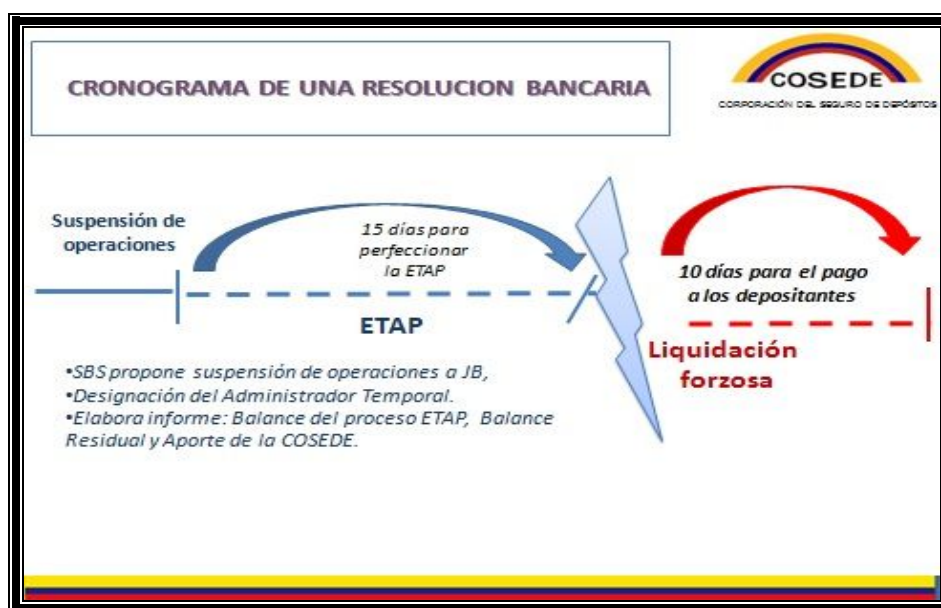 CRONOGRAMA DE UNA RESOLUCION BANCARIA
COSEDE
CORPORACIÓN DEL SEGURO DE DEPÓSITOS
Suspensión de
operaciones
15 días para
perfeccionar
la ETAP
ETAP
10 días para el pago
a los depositantes
Liquidación
forzosa
•SBS propone suspensión de operaciones a JB,
•Designación del Administrador Temporal.
•Elabora informe: Balance del proceso ETAP, Balance
Residual y Aporte de la COSEDE.